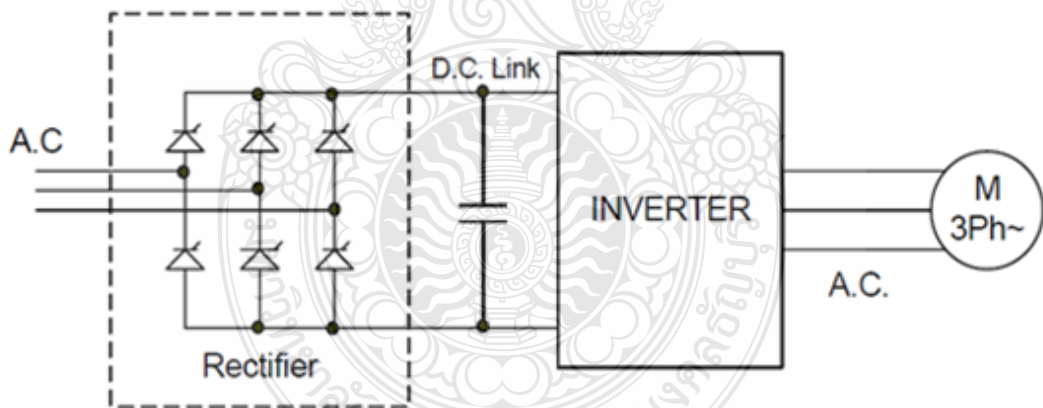 A.C
D.C. Link
INVERTER
M
3Ph~
A.C.
Rectifier